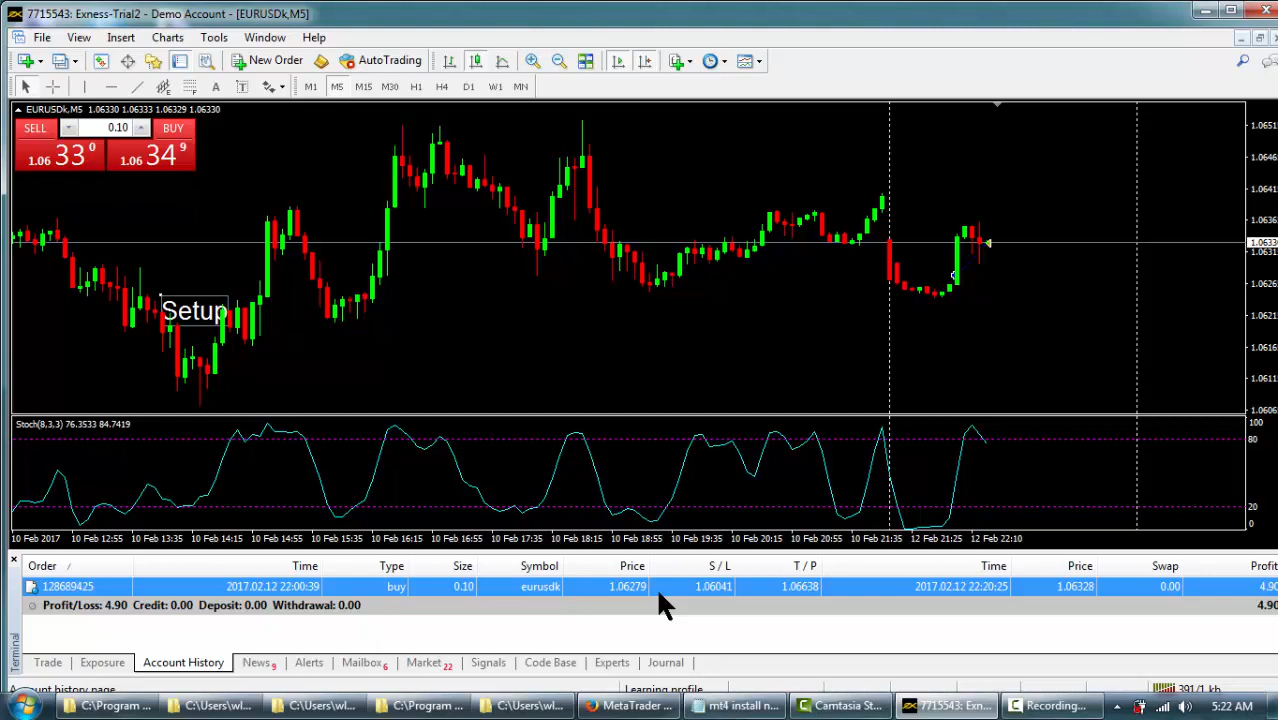 7715543: Exness-Trial2 - Demo Account - [EURUSDk,M5]
File View Insert Charts Tools Window Help
New Order AutoTrading
A T M1 M5 M15 M30 H1 H4 D1 W1 MN
EURUSDk,M5 1.06330 1.06333 1.06329 1.06330
SELL 0.10 BUY
1.06 33 0 1.06 34 9
1.0651
1.0646
1.0641
1.0636
1.0633
1.0631
1.0626
1.0621
1.0616
1.0611
1.0606
Setup
Stoch(8,3,3) 76.3533 84.7419
100
80
20
0
10 Feb 2017 10 Feb 12:55 10 Feb 13:35 10 Feb 14:15 10 Feb 14:55 10 Feb 15:35 10 Feb 16:15 10 Feb 16:55 10 Feb 17:35 10 Feb 18:15 10 Feb 18:55 10 Feb 19:35 10 Feb 20:15 10 Feb 20:55 10 Feb 21:35 12 Feb 21:25 12 Feb 22:10
Order / Time Type Size Symbol Price S / L T / P Time Price Swap Profit
128689425 2017.02.12 22:00:39 buy 0.10 eurusdk 1.06279 1.06041 1.06638 2017.02.12 22:20:25 1.06328 0.00 4.90
Profit/Loss: 4.90 Credit: 0.00 Deposit: 0.00 Withdrawal: 0.00 4.90
Terminal
Trade Exposure Account History News 9 Alerts Mailbox 6 Market 22 Signals Code Base Experts Journal
Account history page Learning profile 391/1 kb
C:\Program ... C:\Users\wl... C:\Users\wl... C:\Program ... C:\Users\wl... MetaTrader ... mt4 install n... Camtasia St... 7715543: Exn... Recording... 5:22 AM